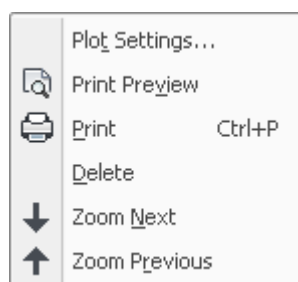 Plot Settings...
Print Preview
Print Ctrl+P
Delete
Zoom Next
Zoom Previous